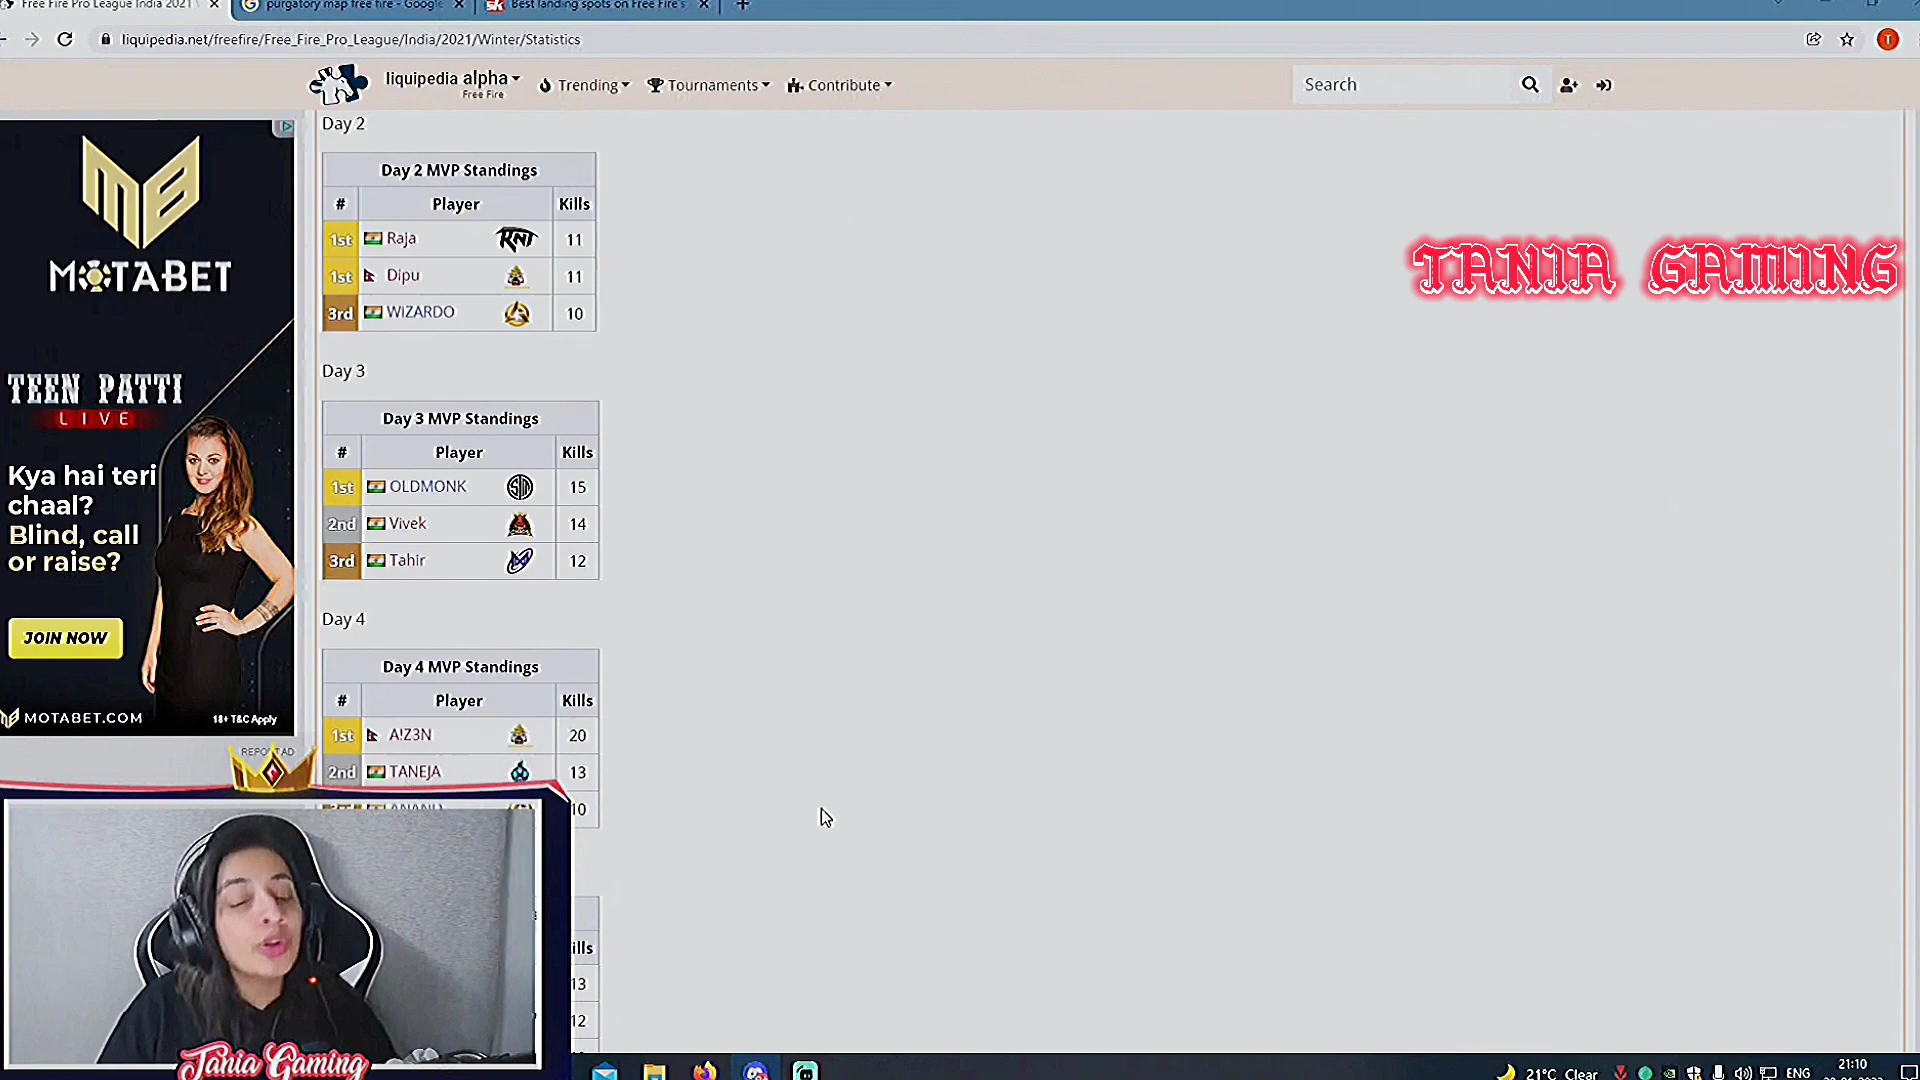 Free Fire Pro League India 2021
purgatory map free fire - Google
Best landing spots on Free Fire's
liquipedia.net/freefire/Free_Fire_Pro_League/India/2021/Winter/Statistics
T
liquipedia alpha
Free Fire
Trending
Tournaments
Contribute
Search
Day 2
Day 2 MVP Standings
# Player Kills
1st Raja RNT 11
1st Dipu 11
3rd WIZARDO 10
Day 3
Day 3 MVP Standings
# Player Kills
1st OLDMONK 15
2nd Vivek 14
3rd Tahir 12
Day 4
Day 4 MVP Standings
# Player Kills
1st A!Z3N 20
2nd TANEJA 13
3rd ANAND 10
ills
13
12
MOTABET
TEEN PATTI
LIVE
Kya hai teri
chaal?
Blind, call
or raise?
JOIN NOW
MOTABET.COM
18+ T&C Apply
REPORT AD
TANIA GAMING
Tania Gaming
21°C Clear
ENG
21:10